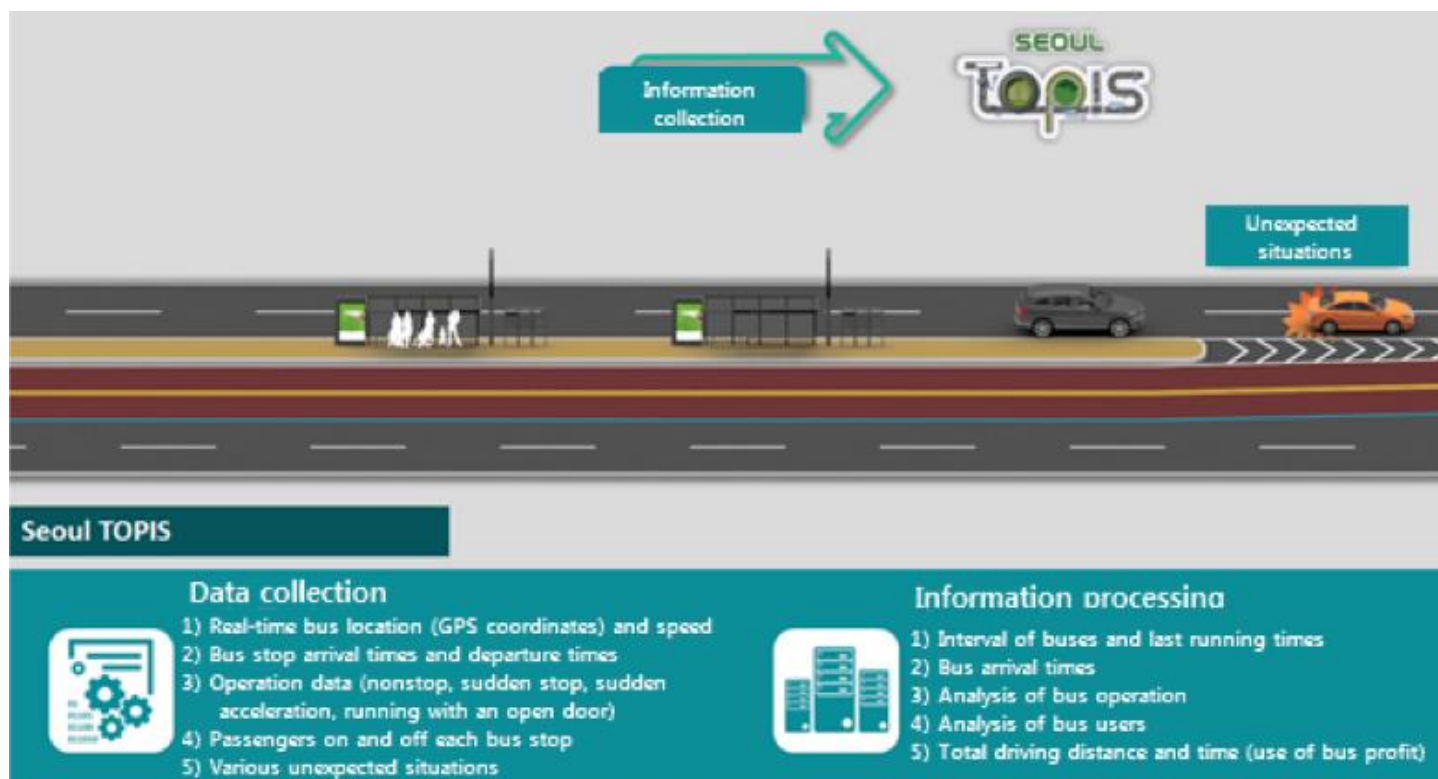 SEOUL
TOPIS
Information
collection
Unexpected
situations
Seoul TOPIS
Data collection
1) Real-time bus location (GPS coordinates) and speed
2) Bus stop arrival times and departure times
3) Operation data (nonstop, sudden stop, sudden
acceleration, running with an open door)
4) Passengers on and off each bus stop
5) Various unexpected situations
Information processing
1) Interval of buses and last running times
2) Bus arrival times
3) Analysis of bus operation
4) Analysis of bus users
5) Total driving distance and time (use of bus profit)